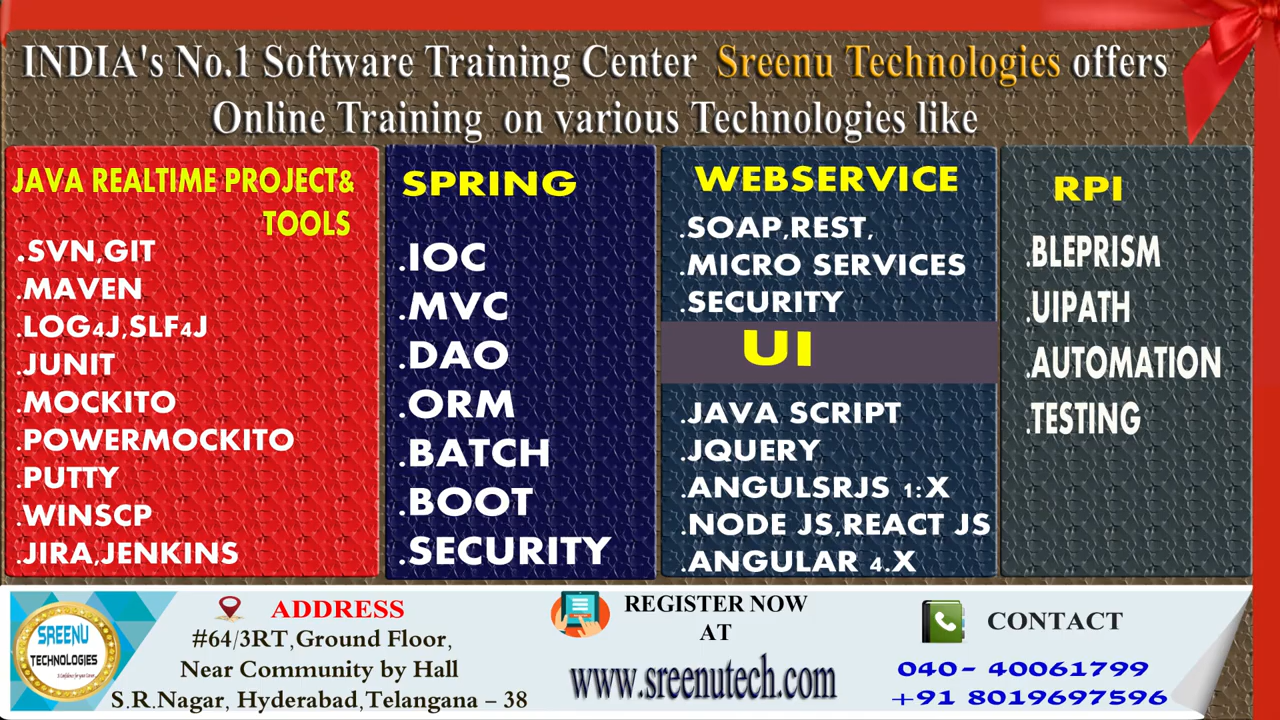 INDIA's No.1 Software Training Center Sreenu Technologies offers
Online Training on various Technologies like
JAVA REALTIME PROJECT&
TOOLS
.SVN,GIT
.MAVEN
.LOG4J,SLF4J
.JUNIT
.MOCKITO
.POWERMOCKITO
.PUTTY
.WINSCP
.JIRA,JENKINS
SPRING
.IOC
.MVC
.DAO
.ORM
.BATCH
.BOOT
.SECURITY
WEBSERVICE
.SOAP,REST,
.MICRO SERVICES
.SECURITY
UI
.JAVA SCRIPT
.JQUERY
.ANGULSRJS 1:X
.NODE JS,REACT JS
.ANGULAR 4.X
RPI
.BLEPRISM
.UIPATH
.AUTOMATION
.TESTING
SREENU
TECHNOLOGIES
ADDRESS
#64/3RT,Ground Floor,
Near Community by Hall
S.R.Nagar, Hyderabad,Telangana – 38
REGISTER NOW
AT
www.sreenutech.com
CONTACT
040- 40061799
+91 8019697596